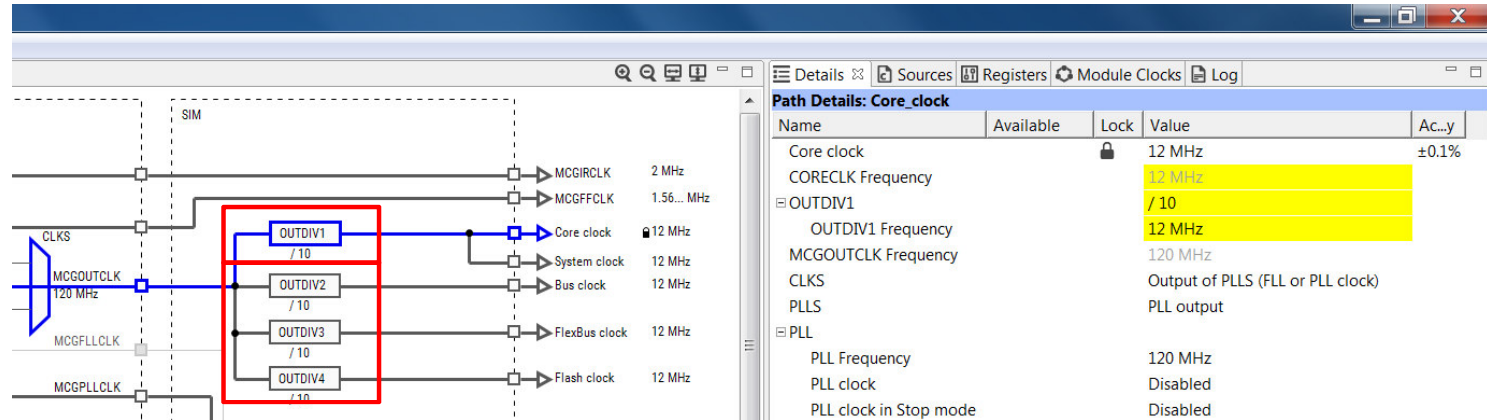 Details Sources Registers Module Clocks Log
SIM
MCGIRCLK 2 MHz
MCGFFCLK 1.56... MHz
CLKS
OUTDIV1
/ 10
Core clock 12 MHz
System clock 12 MHz
MCGOUTCLK
120 MHz
OUTDIV2
/ 10
Bus clock 12 MHz
MCGFLLCLK
OUTDIV3
/ 10
FlexBus clock 12 MHz
MCGPLLCLK
OUTDIV4
/ 10
Flash clock 12 MHz
Path Details: Core_clock
Name Available Lock Value Ac...y
Core clock 12 MHz ±0.1%
CORECLK Frequency 12 MHz
OUTDIV1 / 10
OUTDIV1 Frequency 12 MHz
MCGOUTCLK Frequency 120 MHz
CLKS Output of PLLS (FLL or PLL clock)
PLLS PLL output
PLL
PLL Frequency 120 MHz
PLL clock Disabled
PLL clock in Stop mode Disabled